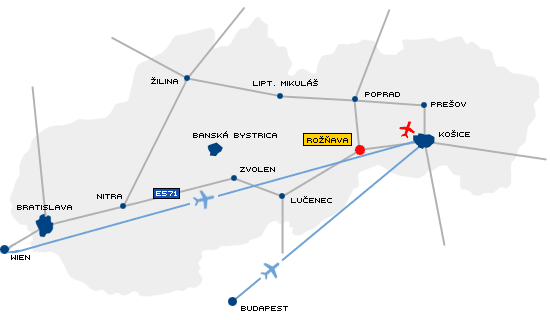 ŽILINA
LIPT. MIKULÁŠ
POPRAD
PREŠOV
BANSKÁ BYSTRICA
ROŽŇAVA
KOŠICE
ZVOLEN
NITRA
E571
LUČENEC
BRATISLAVA
WIEN
BUDAPEST